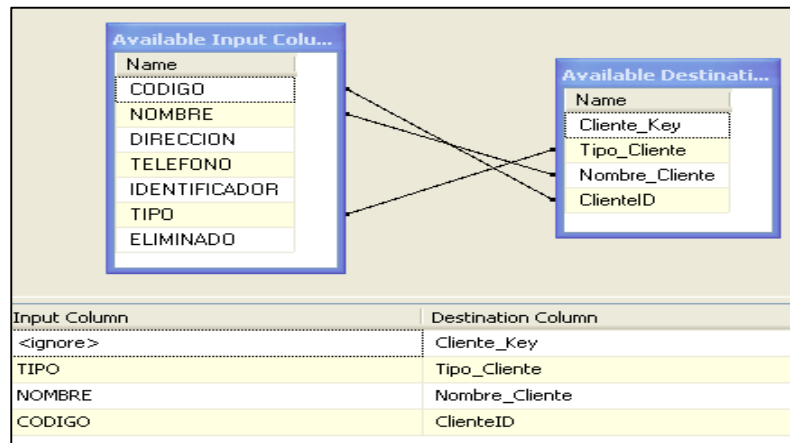 Available Input Colu...
Name
CODIGO
NOMBRE
DIRECCION
TELEFONO
IDENTIFICADOR
TIPO
ELIMINADO
Available Destinati...
Name
Cliente_Key
Tipo_Cliente
Nombre_Cliente
ClienteID
Input Column Destination Column
<ignore> Cliente_Key
TIPO Tipo_Cliente
NOMBRE Nombre_Cliente
CODIGO ClienteID